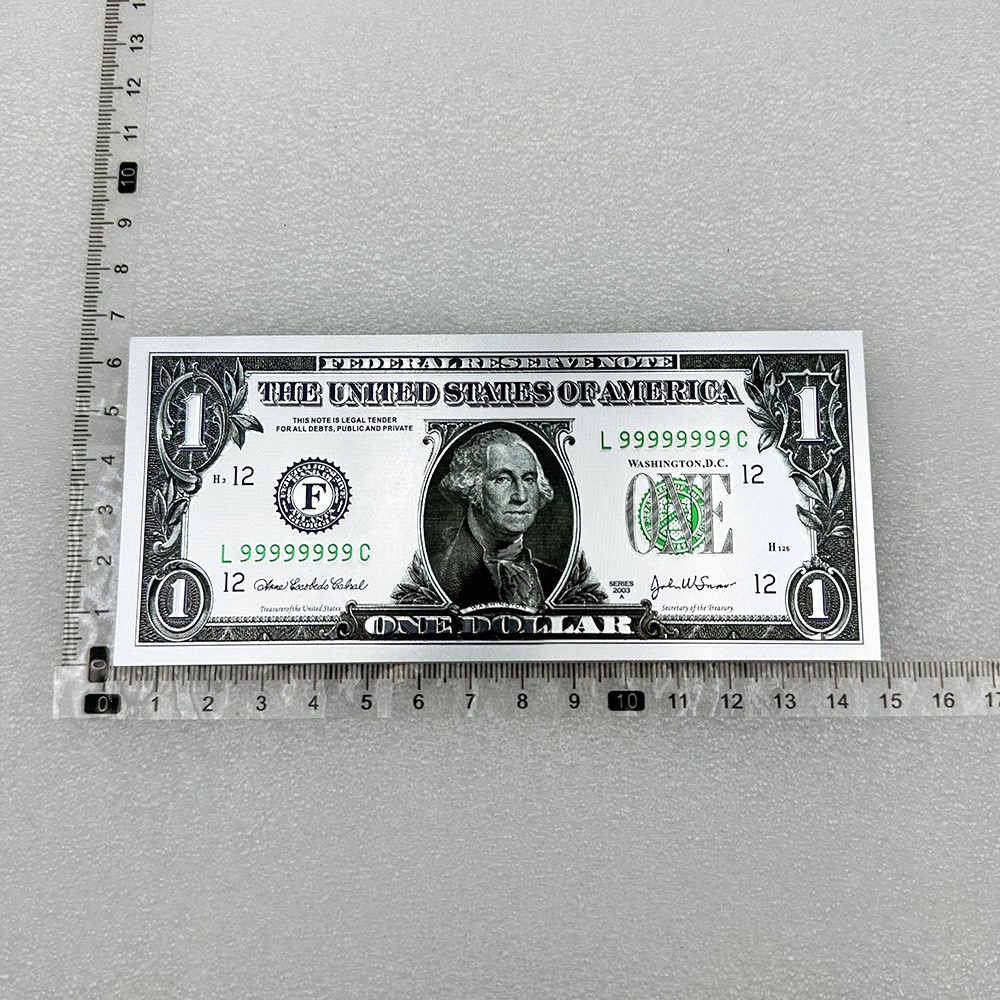 13
12
11
10
9
8
7
6
5
4
3
2
1
0
FEDERAL RESERVE NOTE
THE UNITED STATES OF AMERICA
1
1
THIS NOTE IS LEGAL TENDER
FOR ALL DEBTS, PUBLIC AND PRIVATE
L 99999999 C
WASHINGTON, D.C.
H 2
12
12
F
ONE
H 126
L 99999999 C
12
SERIES
2003
A
12
1
1
Treasurer of the United States.
Secretary of the Treasury.
WASHINGTON
ONE DOLLAR
0 1 2 3 4 5 6 7 8 9 10 11 12 13 14 15 16 17